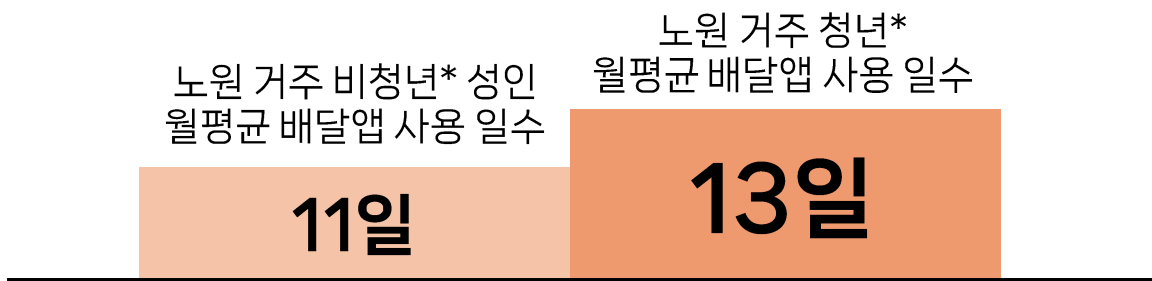 노원 거주 비청년* 성인
월평균 배달앱 사용 일수
11일
노원 거주 청년*
월평균 배달앱 사용 일수
13일